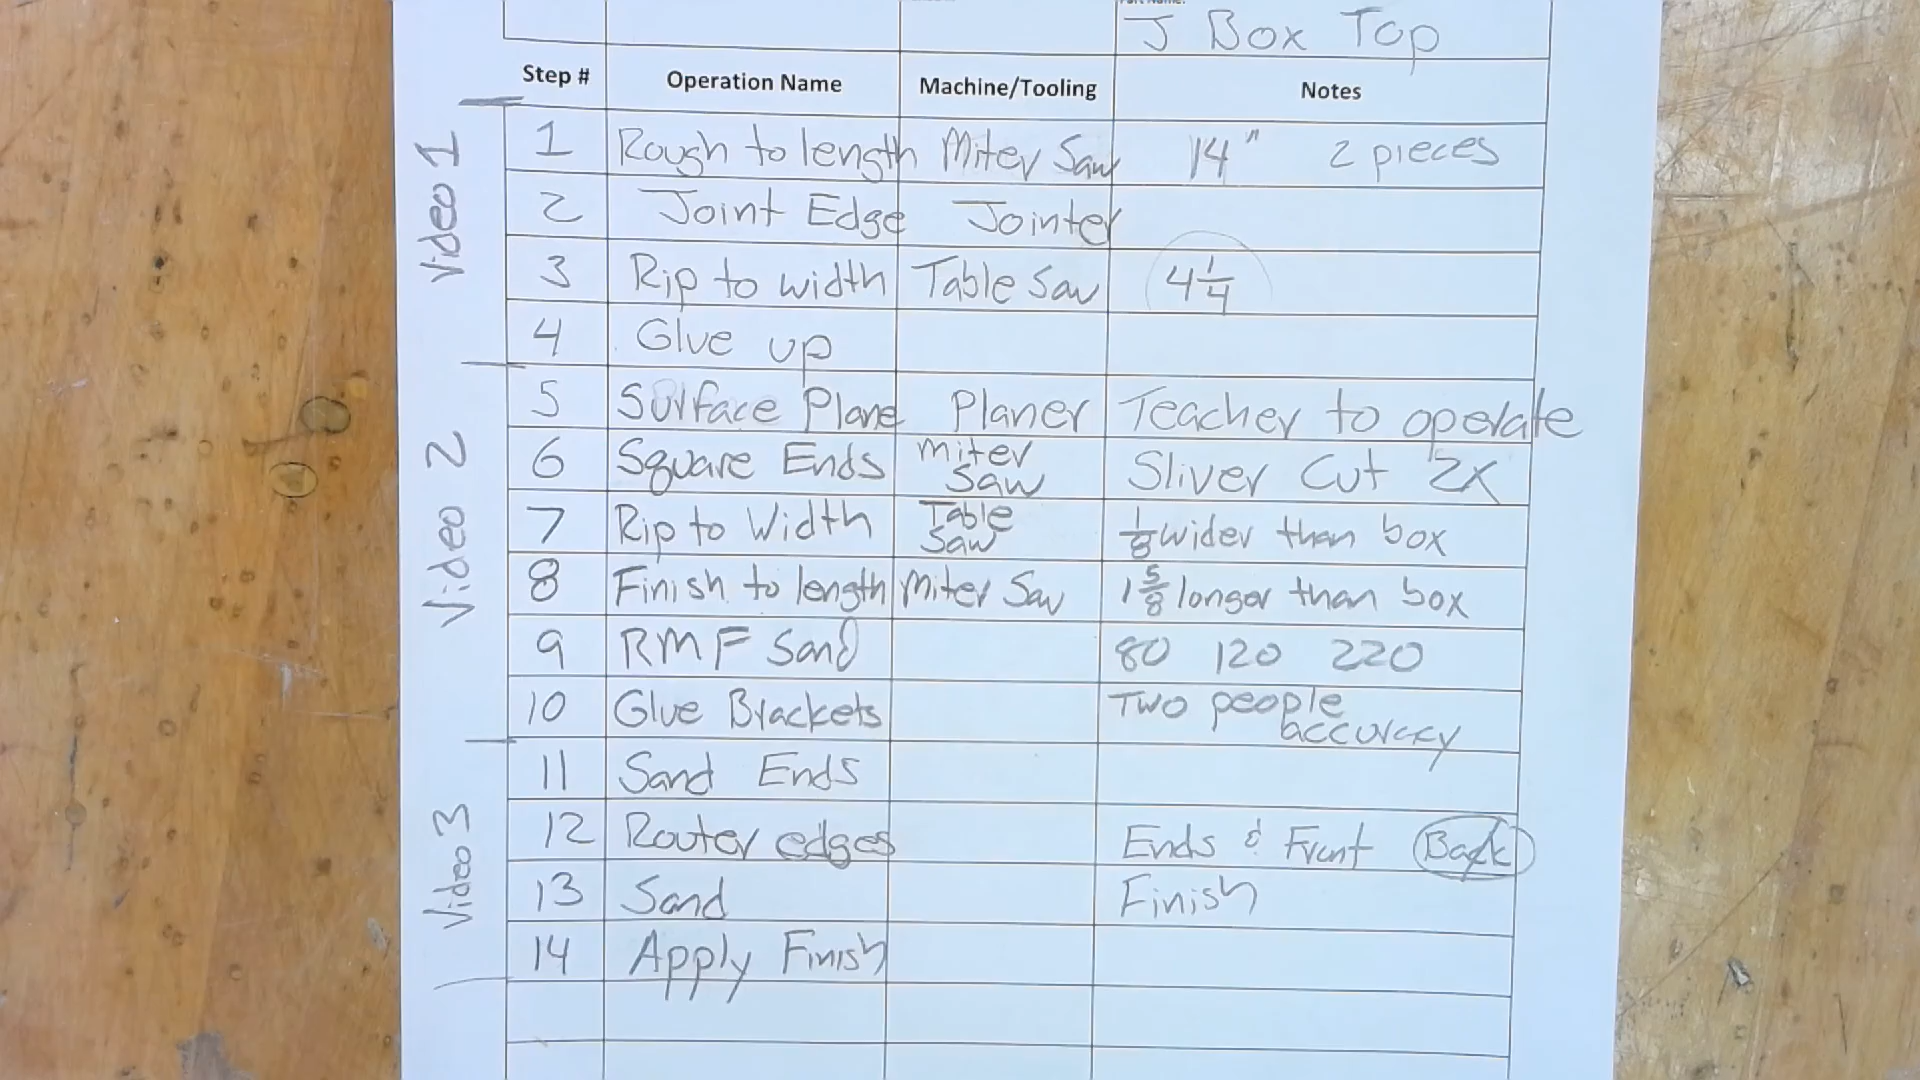 J Box Top
Step # Operation Name Machine/Tooling Notes
Video 1
1 Rough to length Miter Saw 14" 2 pieces
2 Joint Edge Jointer
3 Rip to width Table Saw 4 1/4
4 Glue up
Video 2
5 Surface Plane Planer Teacher to operate
6 Square Ends Miter Saw Sliver Cut 2X
7 Rip to Width Table Saw 1/8 wider than box
8 Finish to length Miter Saw 1 5/8 longer than box
9 RMF Sand 80 120 220
10 Glue Brackets Two people accuracy
Video 3
11 Sand Ends
12 Router edges Ends & Front Back
13 Sand Finish
14 Apply Finish